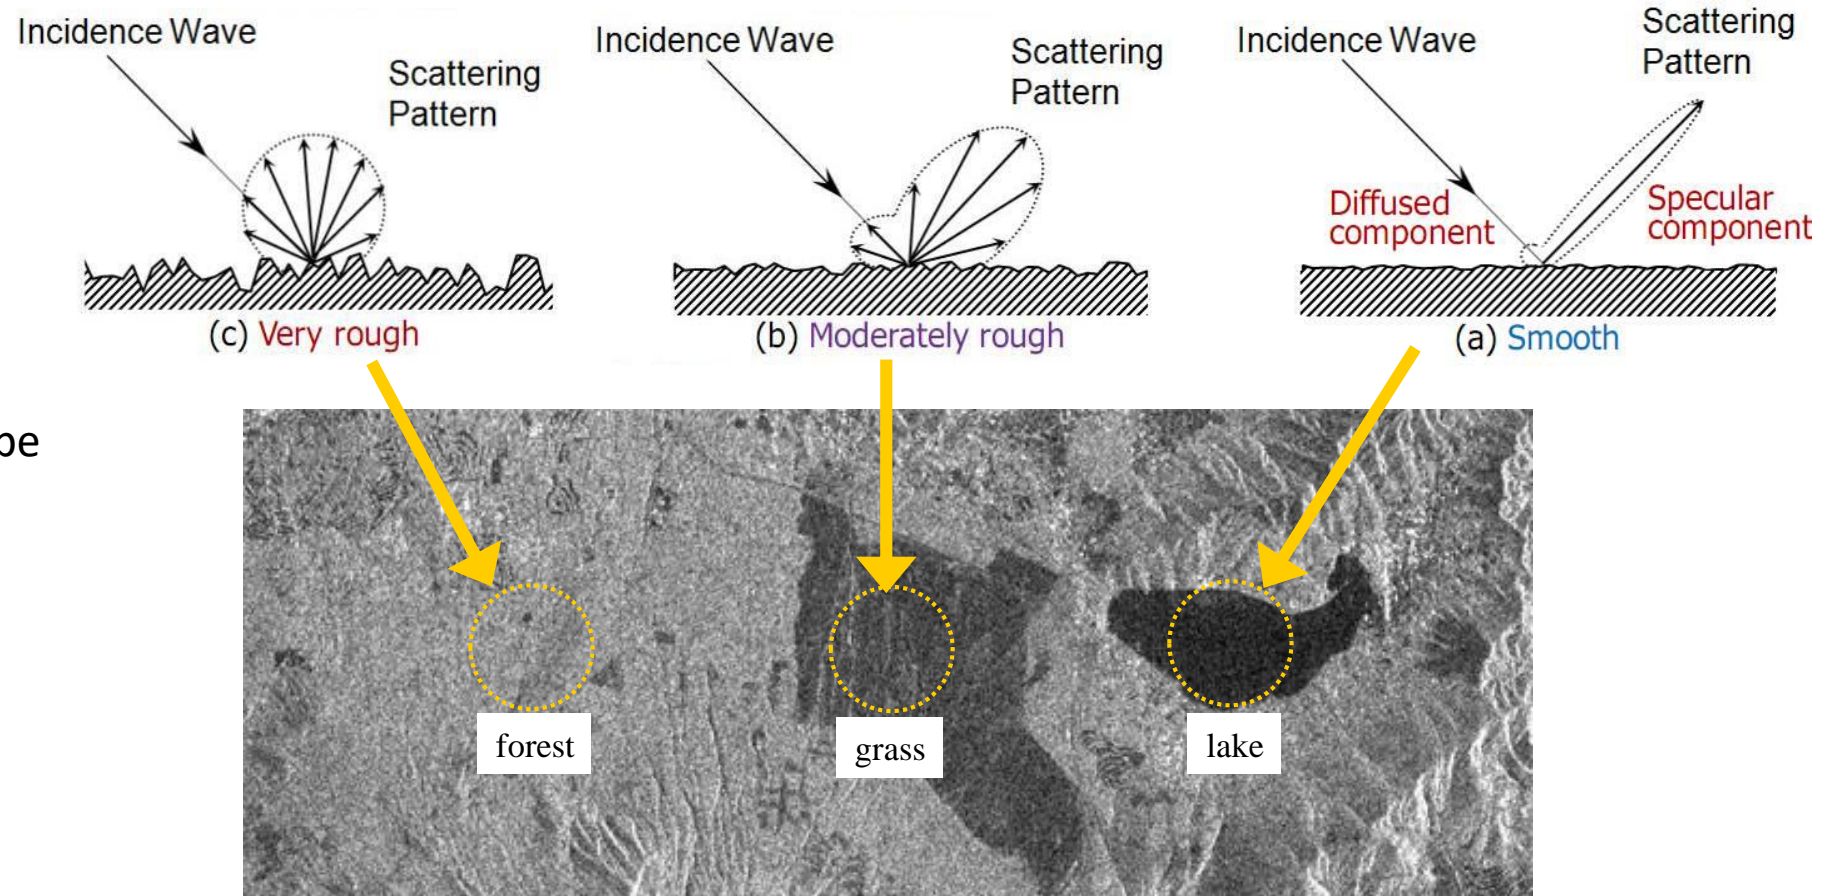 Incidence Wave
Scattering
Pattern
(c) Very rough
Incidence Wave
Scattering
Pattern
(b) Moderately rough
Incidence Wave
Scattering
Pattern
Diffused
component
Specular
component
(a) Smooth
pe
forest
grass
lake